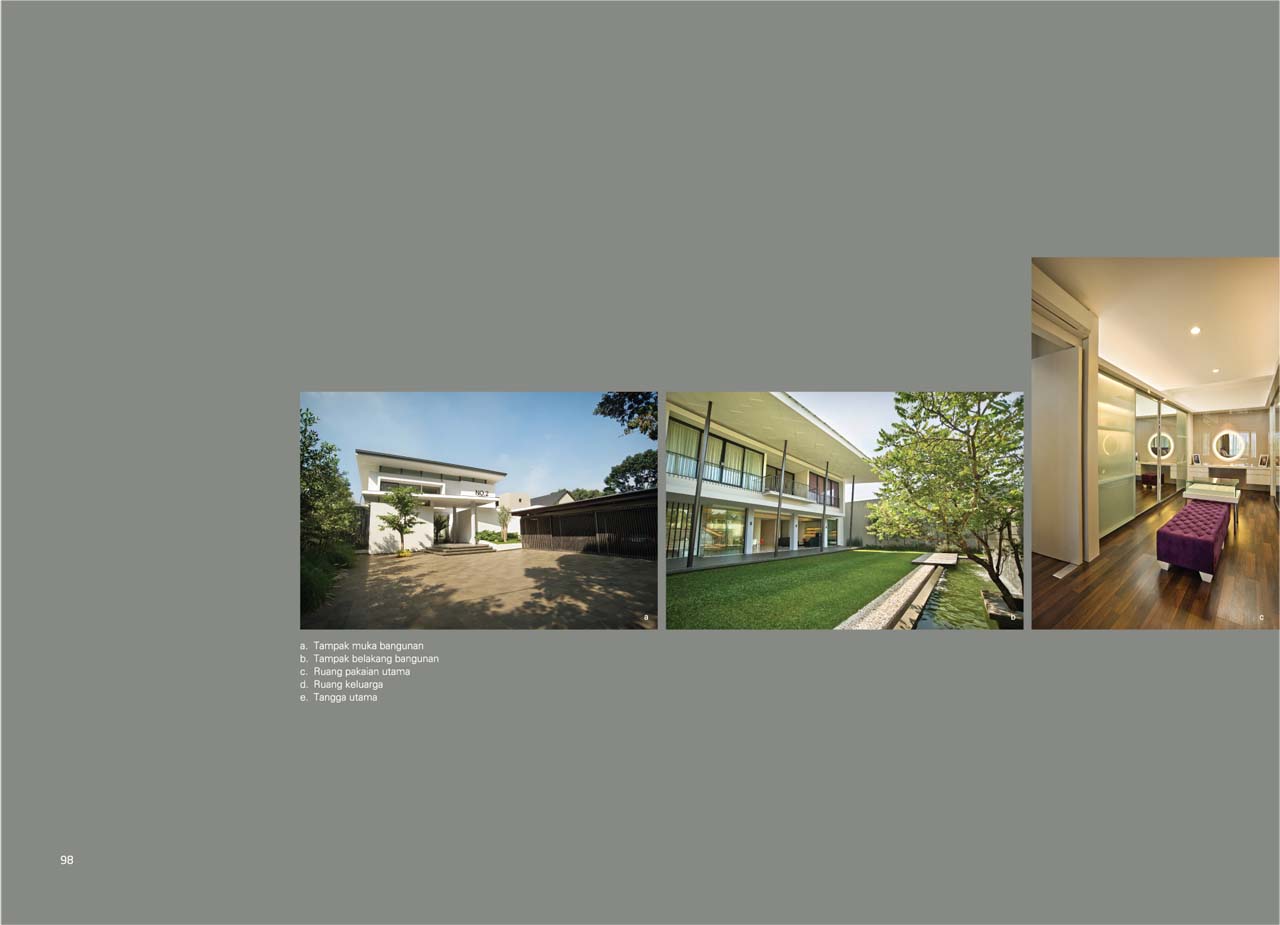 NO.2
a
b
c
a. Tampak muka bangunan
b. Tampak belakang bangunan
c. Ruang pakaian utama
d. Ruang keluarga
e. Tangga utama
98